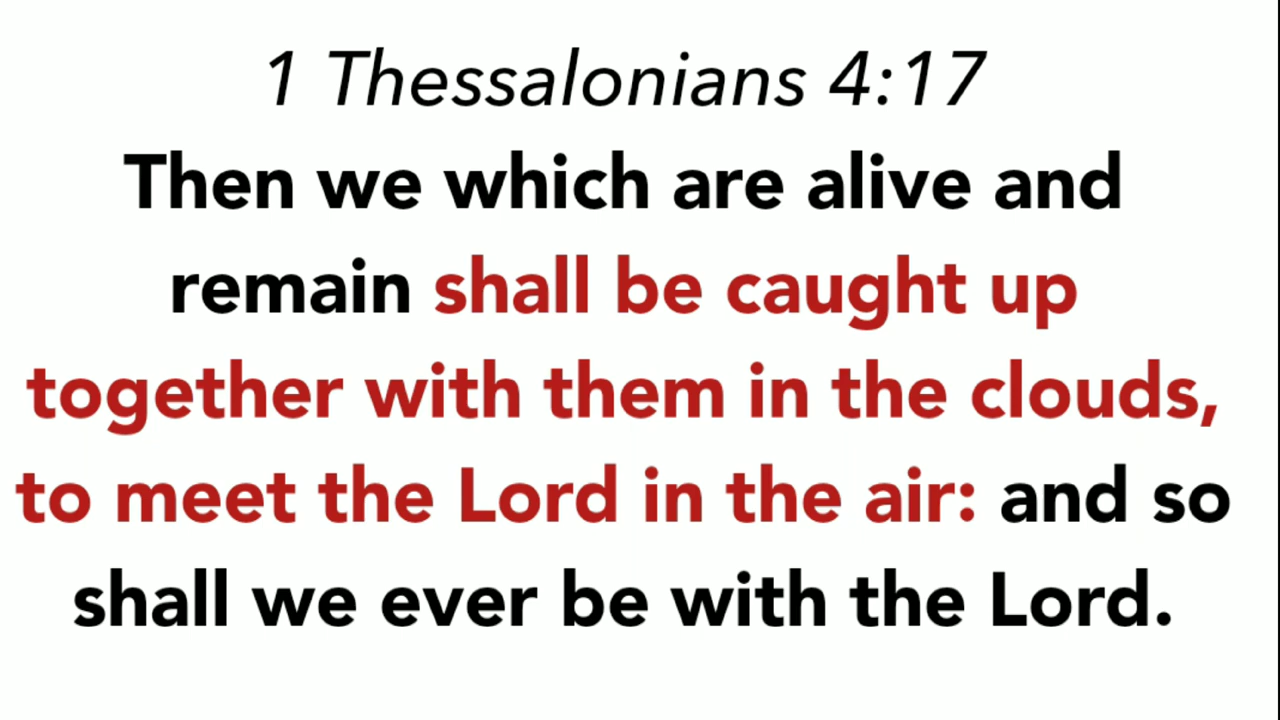 1 Thessalonians 4:17
Then we which are alive and
remain shall be caught up
together with them in the clouds,
to meet the Lord in the air: and so
shall we ever be with the Lord.